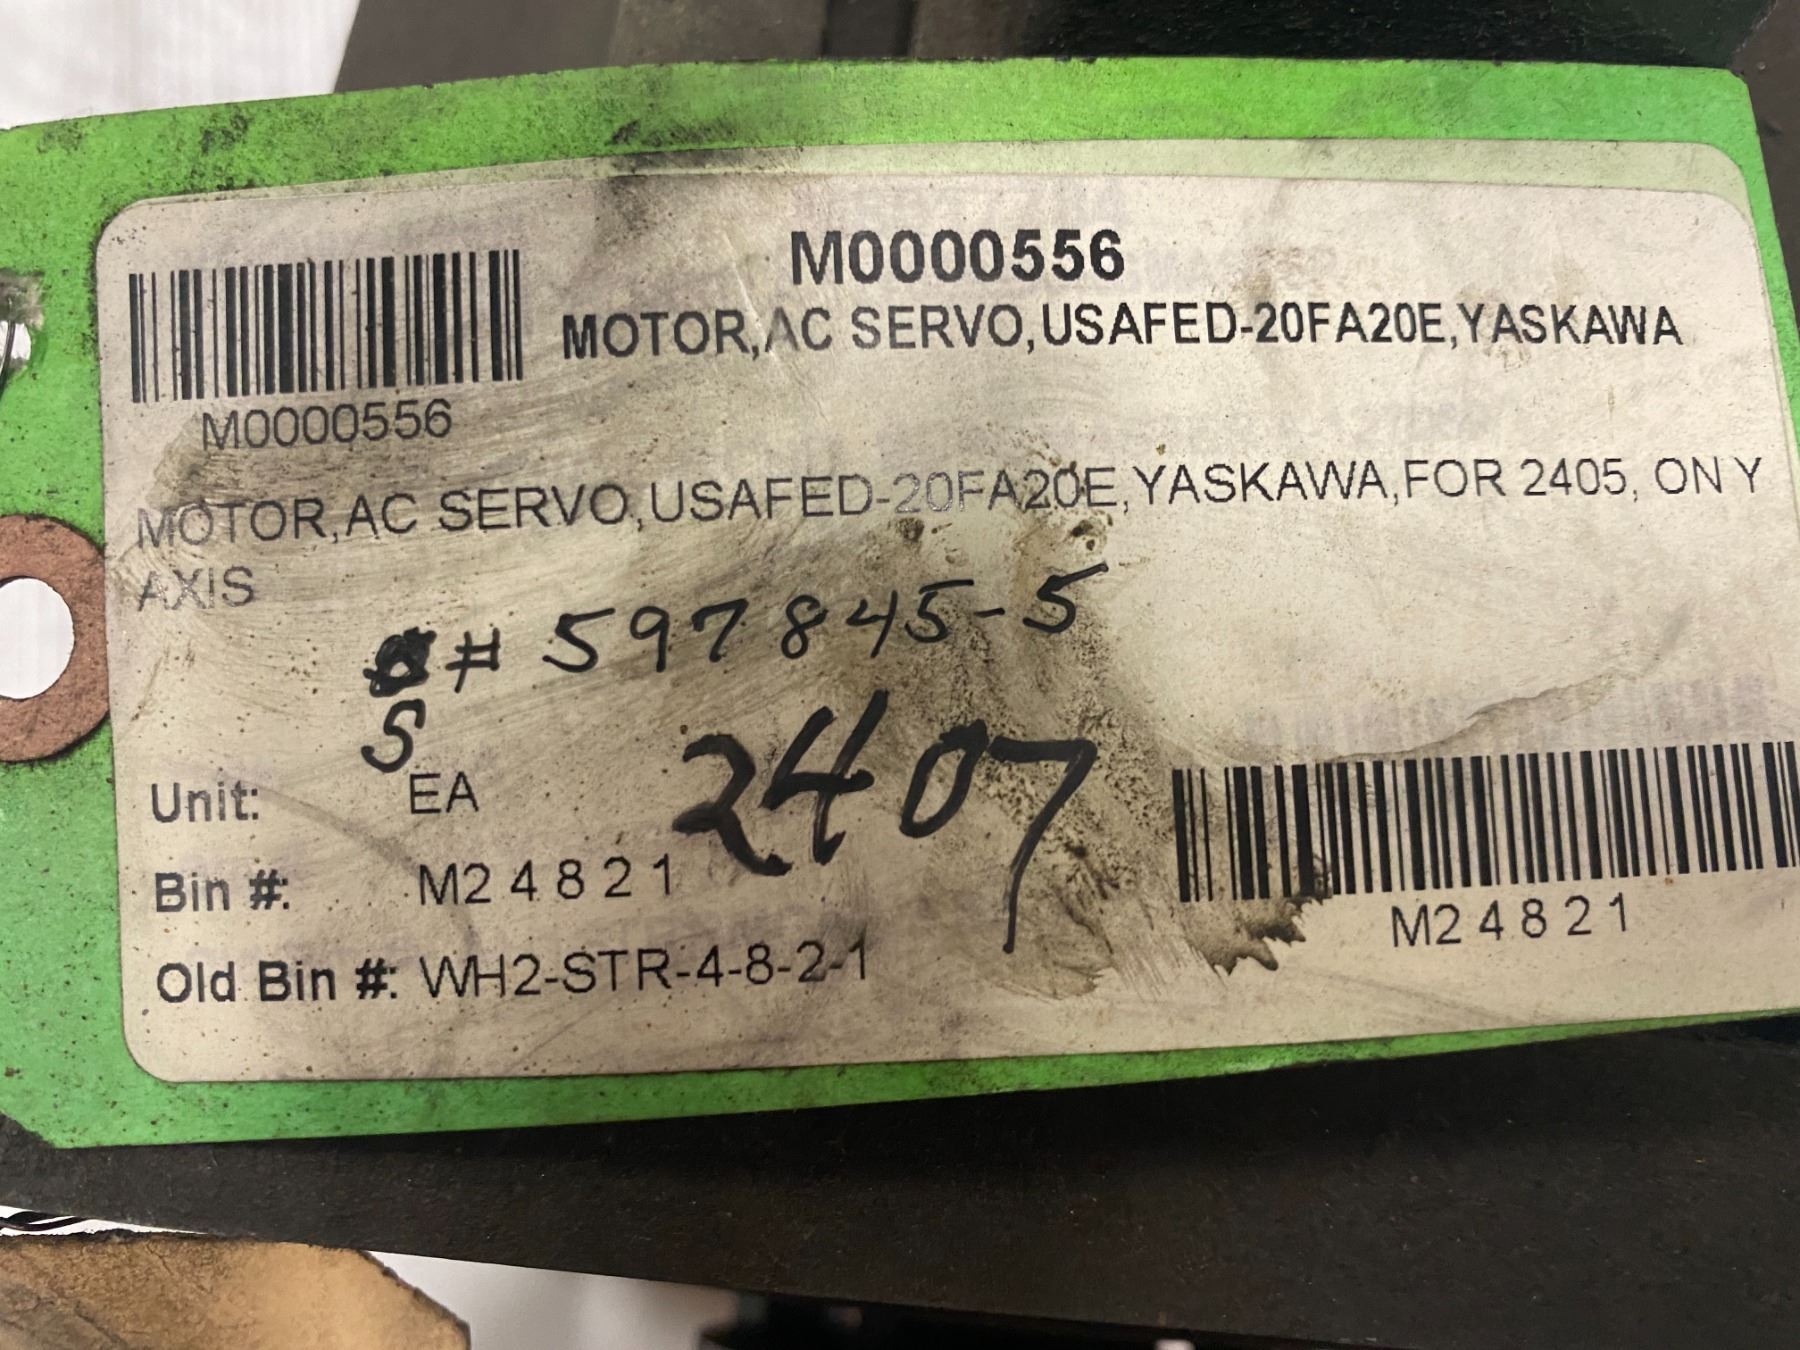 M0000556
MOTOR,AC SERVO,USAFED-20FA20E,YASKAWA
M0000556
MOTOR,AC SERVO,USAFED-20FA20E,YASKAWA,FOR 2405, ON Y
AXIS
# 597845-5
S
2407
Unit: EA
Bin #: M24821
M24821
Old Bin #: WH2-STR-4-8-2-1